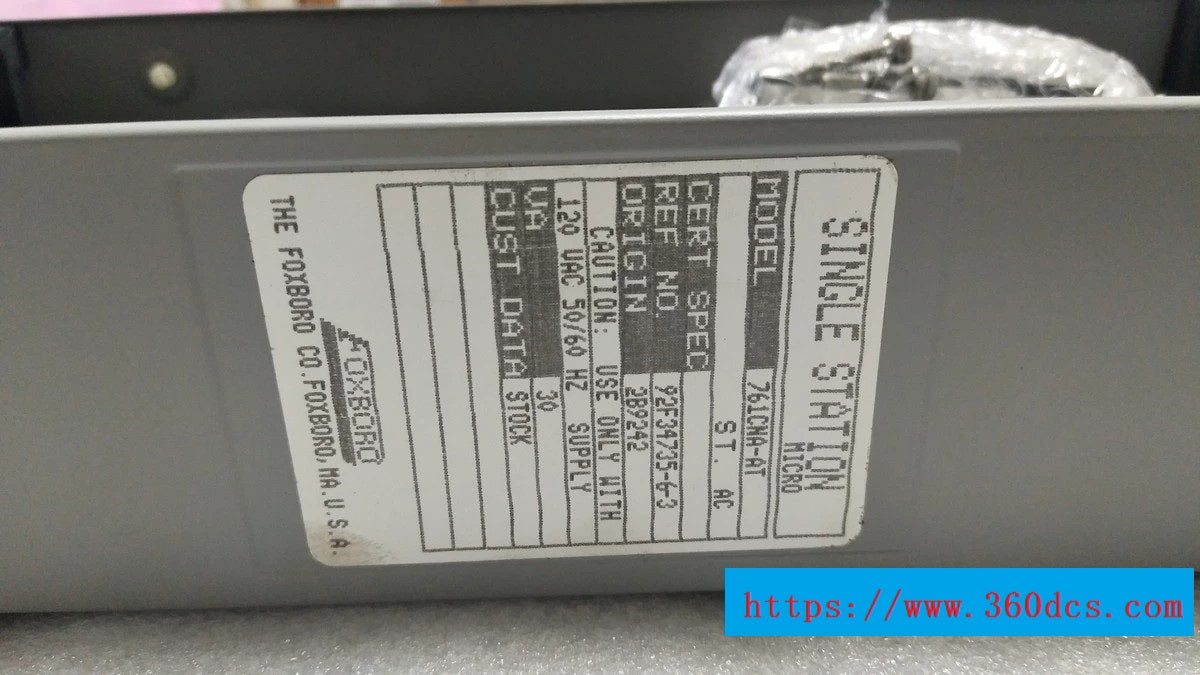 SINGLE STATION
MICRO
MODEL 761CNA-AT
ST. AC
CERT SPEC
REF NO. 92F34735-6-3
ORIGIN 2B9242
CAUTION: USE ONLY WITH
120 VAC 50/60 HZ SUPPLY
VA 30
CUST DATA STOCK
FOXBORO
THE FOXBORO CO.FOXBORO,MA.U.S.A.
https://www.360dcs.com